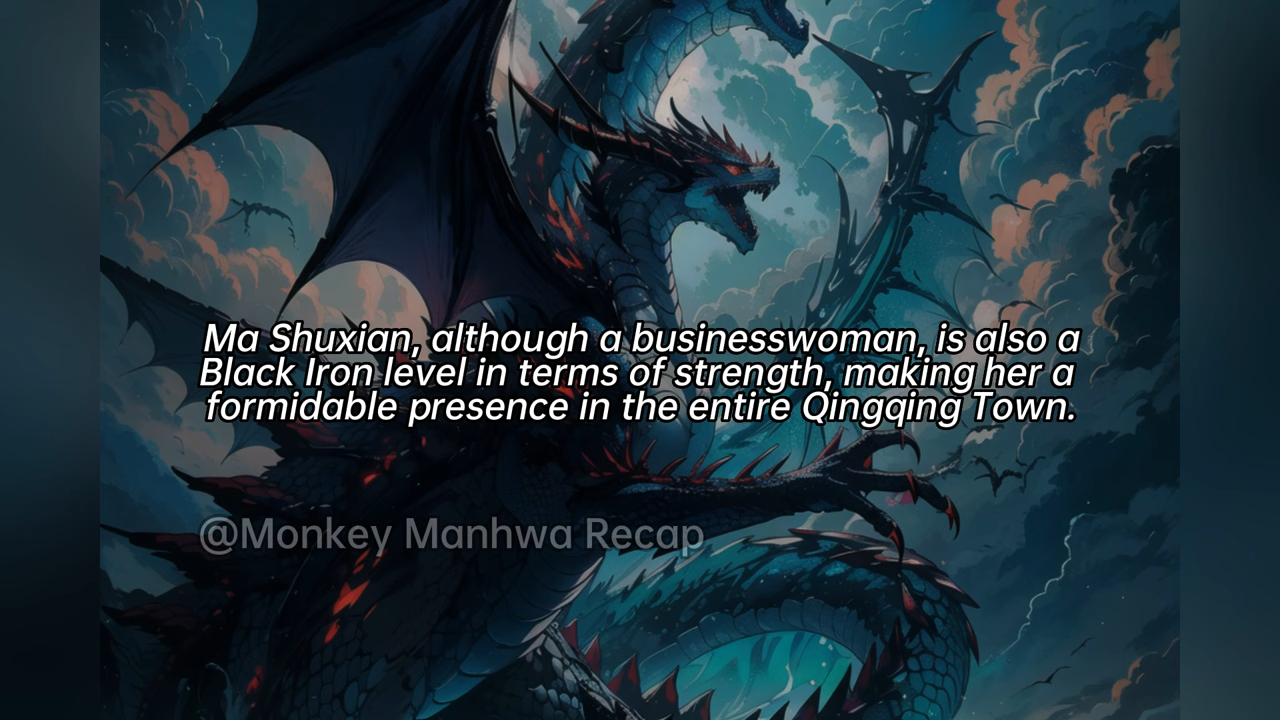 Ma Shuxian, although a businesswoman, is also a
Black Iron level in terms of strength, making her a
formidable presence in the entire Qingqing Town.
@Monkey Manhwa Recap